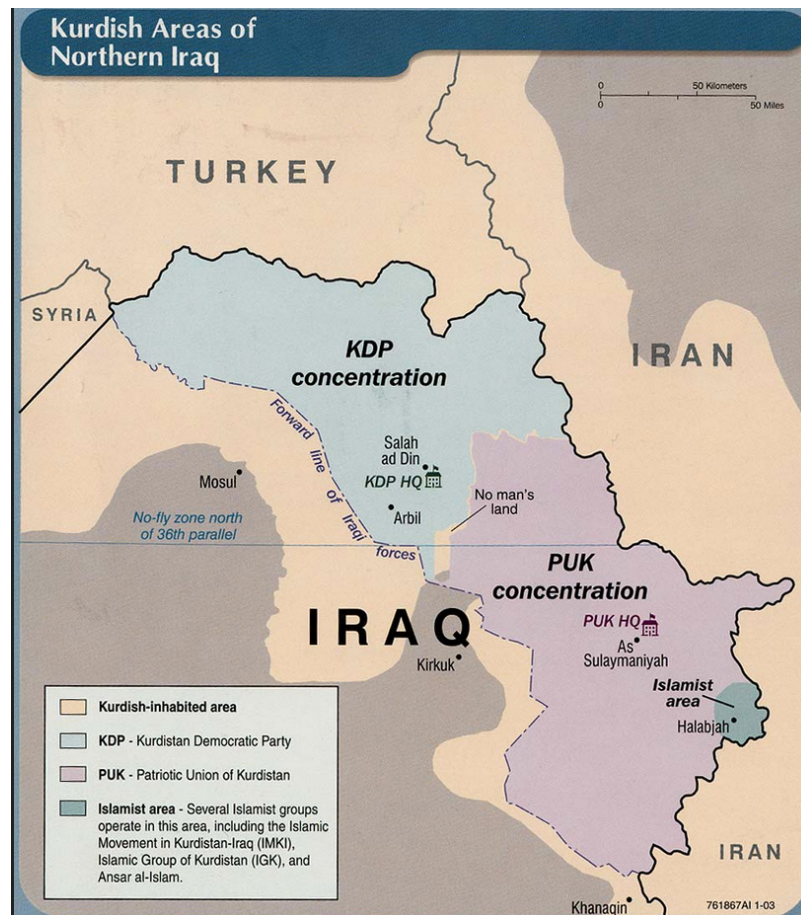 Kurdish Areas of
Northern Iraq
0 50 Kilometers
0 50 Miles
TURKEY
SYRIA
IRAN
KDP
concentration
Forward line of Iraqi forces
Salah
ad Din
KDP HQ
Mosul
No man's
land
Arbil
No-fly zone north
of 36th parallel
PUK
concentration
IRAQ
PUK HQ
As
Sulaymaniyah
Kirkuk
Islamist
area
Halabjah
Kurdish-inhabited area
KDP - Kurdistan Democratic Party
PUK - Patriotic Union of Kurdistan
Islamist area - Several Islamist groups
operate in this area, including the Islamic
Movement in Kurdistan-Iraq (IMKI),
Islamic Group of Kurdistan (IGK), and
Ansar al-Islam.
IRAN
Khanaqin
761867AI 1-03